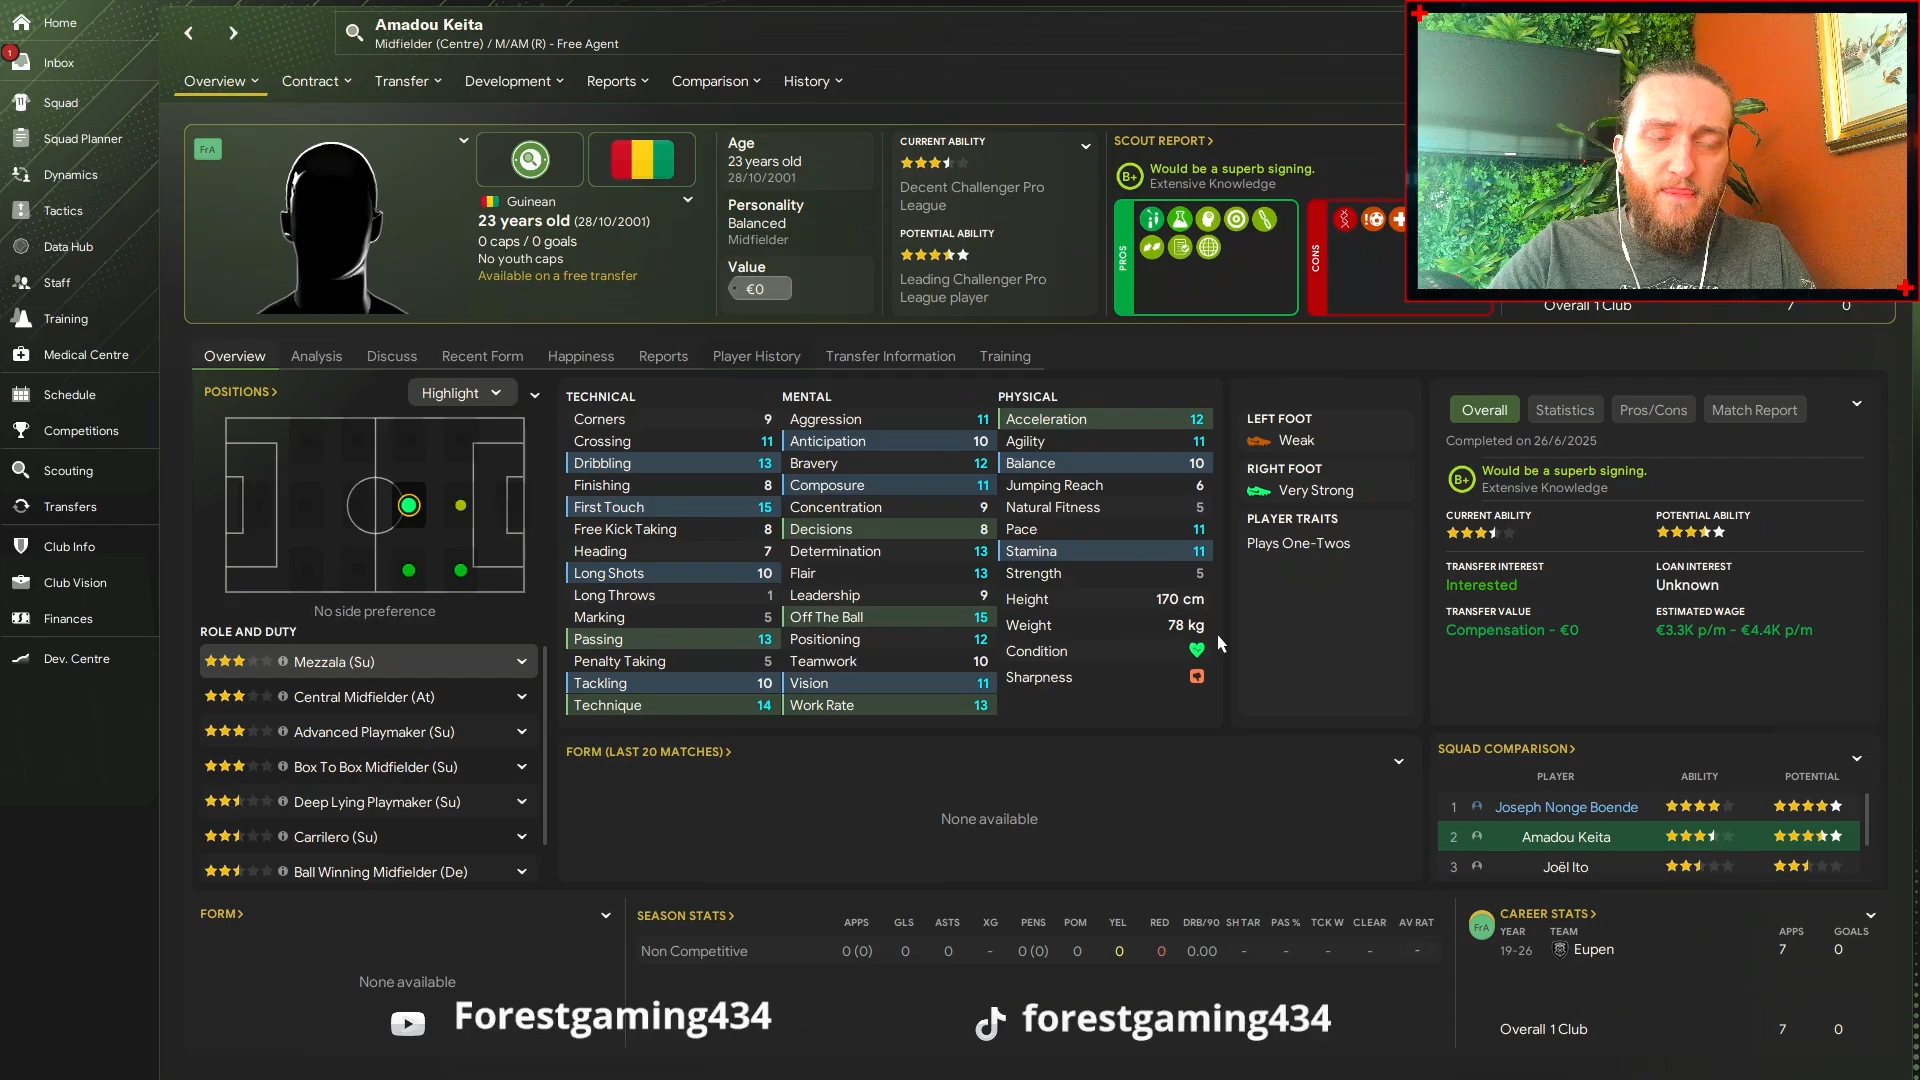 Home
Inbox
1
Squad
Squad Planner
Dynamics
Tactics
Data Hub
Staff
Training
Medical Centre
Schedule
Competitions
Scouting
Transfers
Club Info
Club Vision
Finances
Dev. Centre
Amadou Keita
Midfielder (Centre) / M/AM (R) - Free Agent
Overview Contract Transfer Development Reports Comparison History
FrA
Guinean
23 years old (28/10/2001)
0 caps / 0 goals
No youth caps
Available on a free transfer
Age
23 years old
28/10/2001
Personality
Balanced
Midfielder
Value
€0
CURRENT ABILITY
Decent Challenger Pro
League
POTENTIAL ABILITY
Leading Challenger Pro
League player
SCOUT REPORT >
B+ Would be a superb signing.
Extensive Knowledge
PROS
CONS
Overall 1 Club 7 0
Overview Analysis Discuss Recent Form Happiness Reports Player History Transfer Information Training
POSITIONS > Highlight
No side preference
ROLE AND DUTY
Mezzala (Su)
Central Midfielder (At)
Advanced Playmaker (Su)
Box To Box Midfielder (Su)
Deep Lying Playmaker (Su)
Carrilero (Su)
Ball Winning Midfielder (De)
TECHNICAL
Corners 9
Crossing 11
Dribbling 13
Finishing 8
First Touch 15
Free Kick Taking 8
Heading 7
Long Shots 10
Long Throws 1
Marking 5
Passing 13
Penalty Taking 5
Tackling 10
Technique 14
MENTAL
Aggression 11
Anticipation 10
Bravery 12
Composure 11
Concentration 9
Decisions 8
Determination 13
Flair 13
Leadership 9
Off The Ball 15
Positioning 12
Teamwork 10
Vision 11
Work Rate 13
PHYSICAL
Acceleration 12
Agility 11
Balance 10
Jumping Reach 6
Natural Fitness 5
Pace 11
Stamina 11
Strength 5
Height 170 cm
Weight 78 kg
Condition
Sharpness
LEFT FOOT
Weak
RIGHT FOOT
Very Strong
PLAYER TRAITS
Plays One-Twos
Overall Statistics Pros/Cons Match Report
Completed on 26/6/2025
B+ Would be a superb signing.
Extensive Knowledge
CURRENT ABILITY POTENTIAL ABILITY
TRANSFER INTEREST LOAN INTEREST
Interested Unknown
TRANSFER VALUE ESTIMATED WAGE
Compensation - €0 €3.3K p/m - €4.4K p/m
FORM (LAST 20 MATCHES) >
None available
SQUAD COMPARISON >
PLAYER ABILITY POTENTIAL
1 Joseph Nonge Boende
2 Amadou Keita
3 Joël Ito
FORM >
None available
SEASON STATS > APPS GLS ASTS XG PENS POM YEL RED DRB/90 SH TAR PAS % TCK W CLEAR AV RAT
Non Competitive 0 (0) 0 0 - 0 (0) 0 0 0 0.00 - - - - -
FrA CAREER STATS >
YEAR TEAM APPS GOALS
19-26 Eupen 7 0
Overall 1 Club 7 0
Forestgaming434
forestgaming434